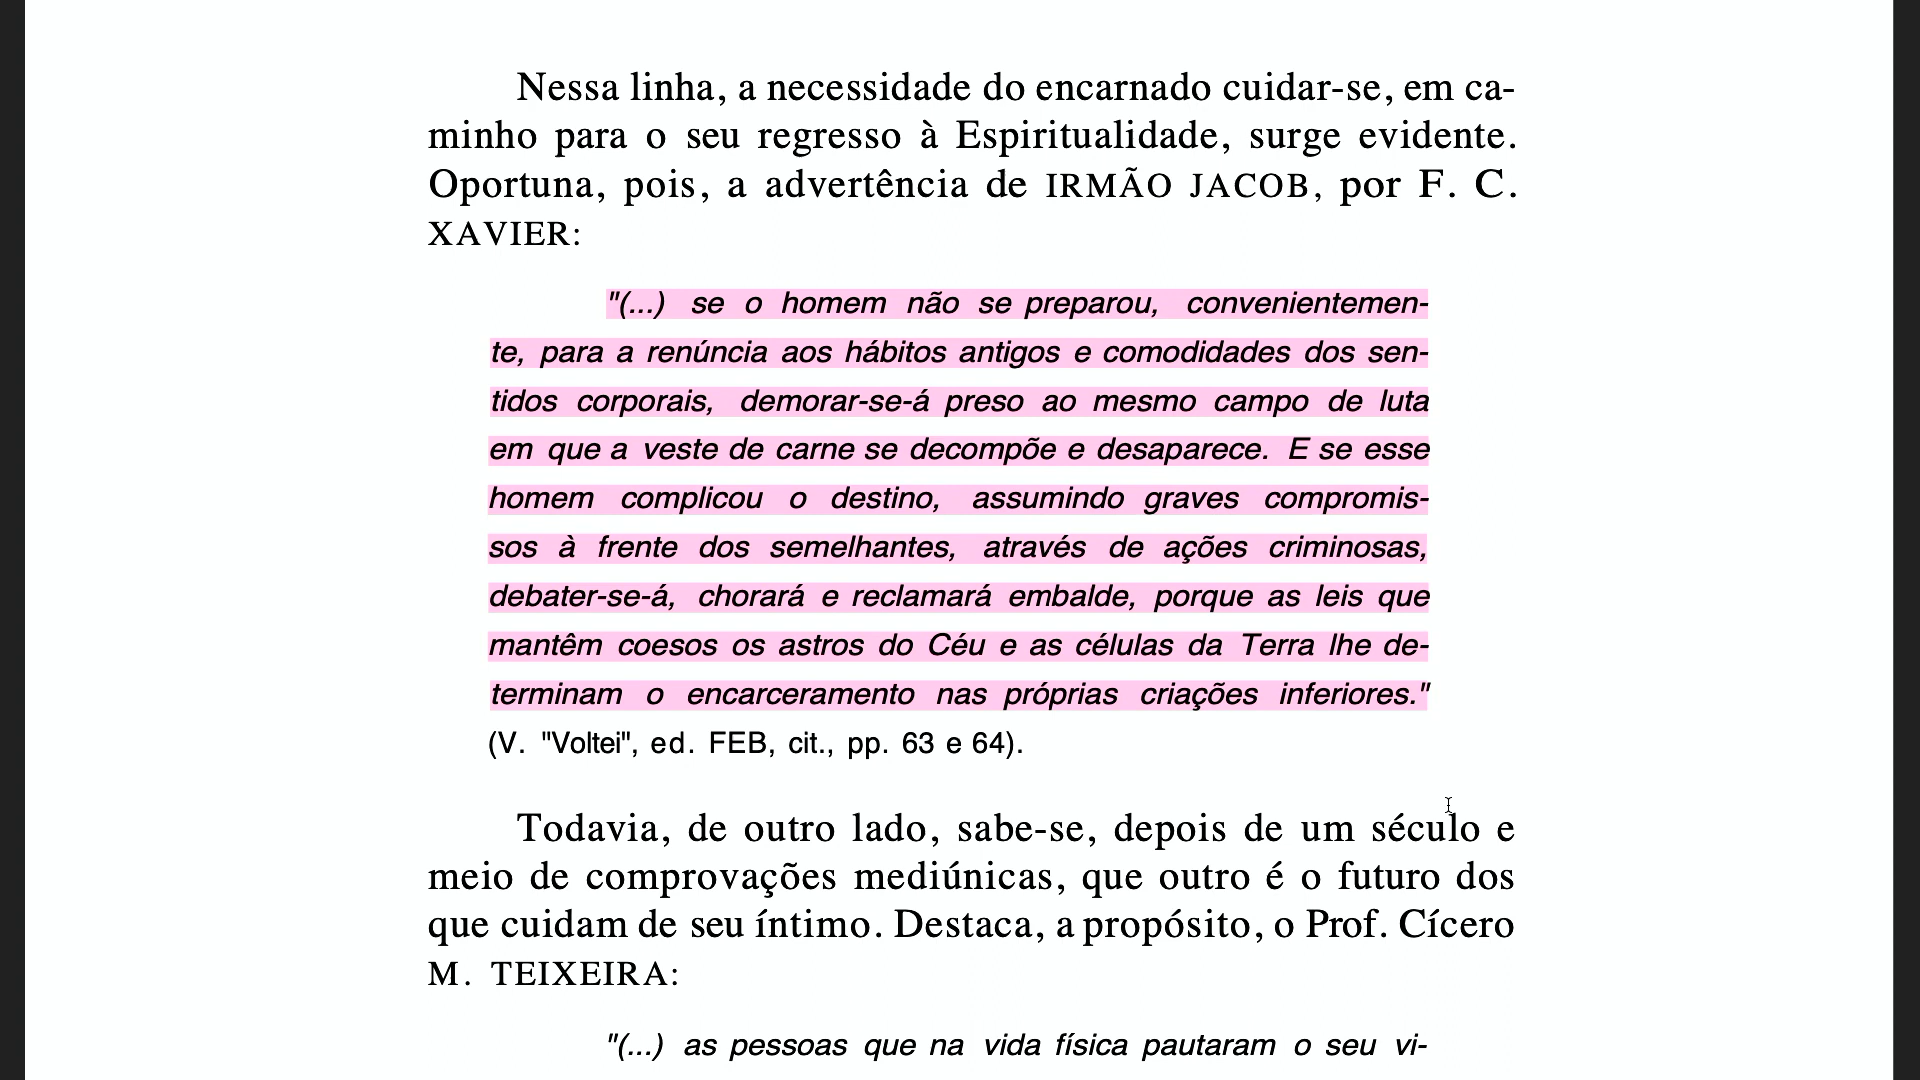 Nessa linha, a necessidade do encarnado cuidar-se, em ca-
minho para o seu regresso à Espiritualidade, surge evidente.
Oportuna, pois, a advertência de IRMÃO JACOB, por F. C.
XAVIER:
"(...) se o homem não se preparou, convenientemen-
te, para a renúncia aos hábitos antigos e comodidades dos sen-
tidos corporais, demorar-se-á preso ao mesmo campo de luta
em que a veste de carne se decompõe e desaparece. E se esse
homem complicou o destino, assumindo graves compromis-
sos à frente dos semelhantes, através de ações criminosas,
debater-se-á, chorará e reclamará embalde, porque as leis que
mantêm coesos os astros do Céu e as células da Terra lhe de-
terminam o encarceramento nas próprias criações inferiores."
(V. "Voltei", ed. FEB, cit., pp. 63 e 64).
Todavia, de outro lado, sabe-se, depois de um século e
meio de comprovações mediúnicas, que outro é o futuro dos
que cuidam de seu íntimo. Destaca, a propósito, o Prof. Cícero
M. TEIXEIRA:
"(...) as pessoas que na vida física pautaram o seu vi-